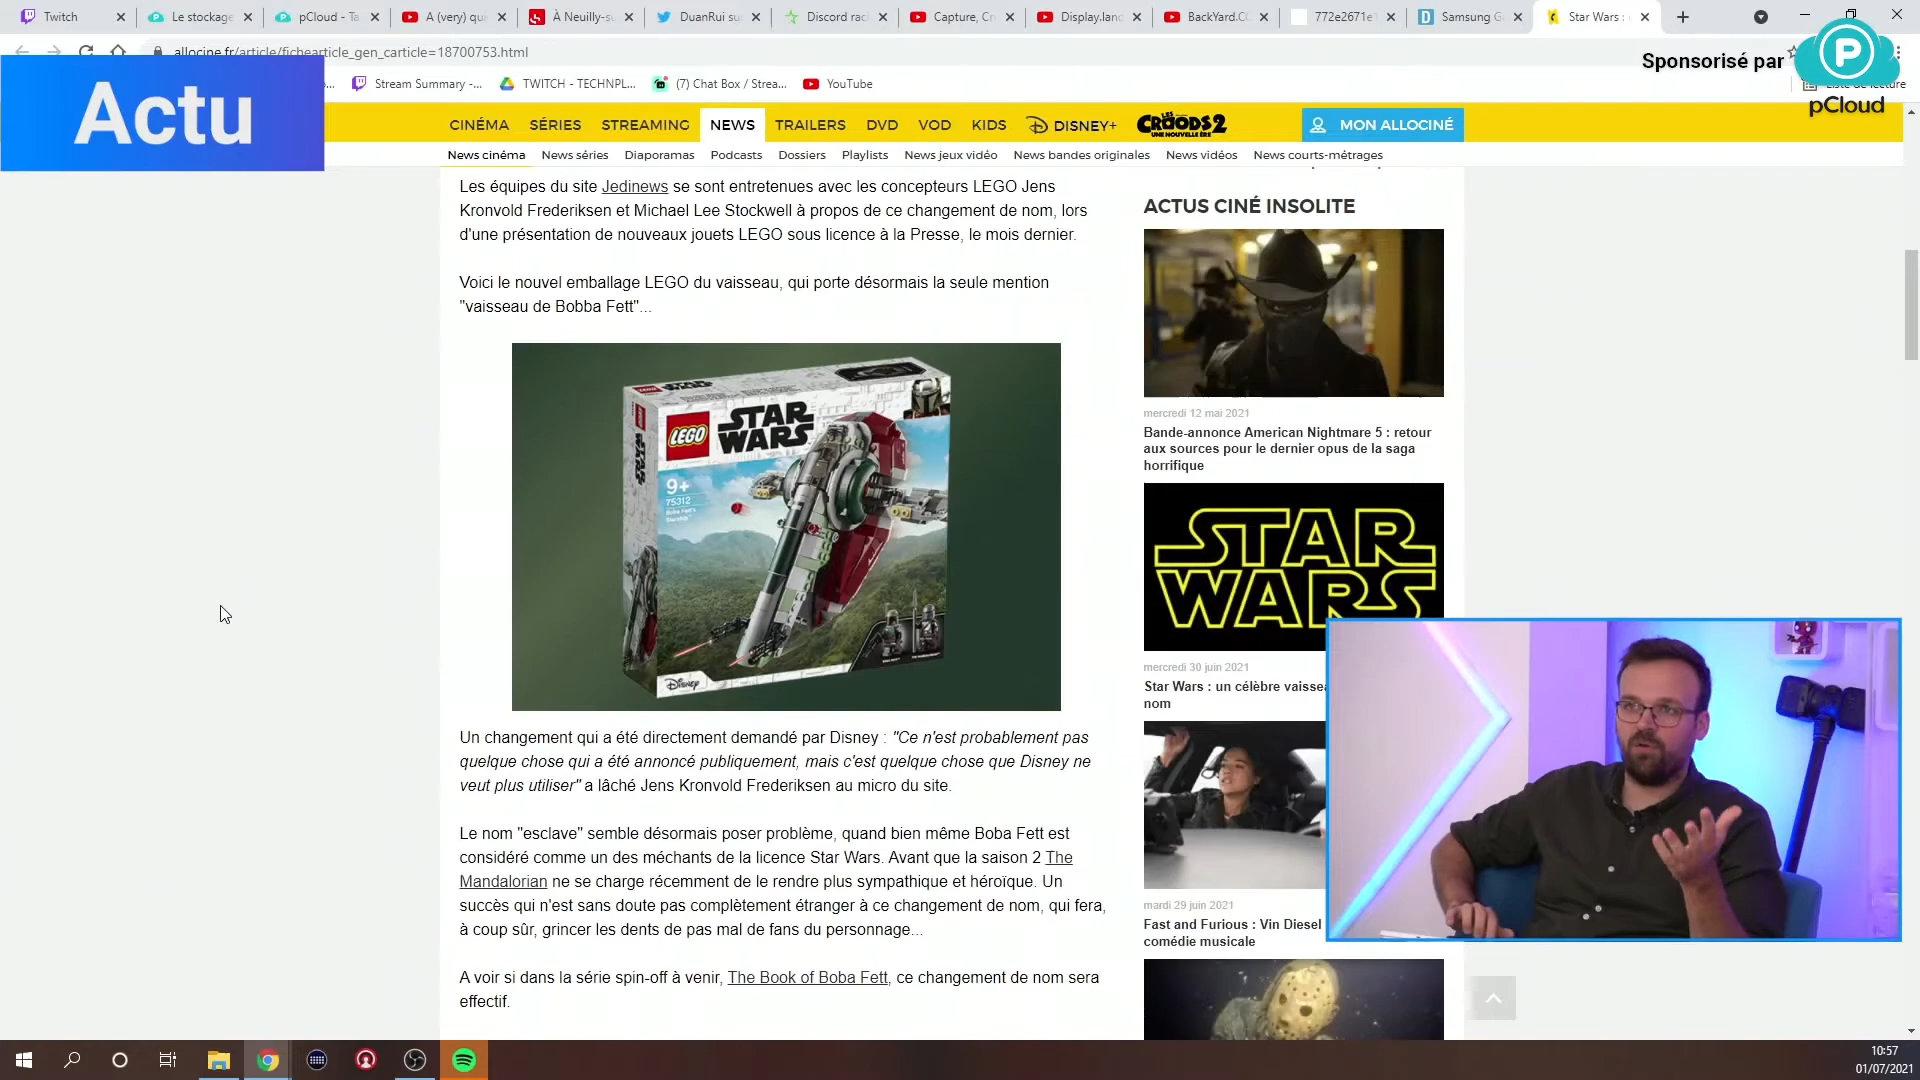 Twitch
Le stockage
pCloud - Ta
A (very) qui
À Neuilly-su
DuanRui su
Discord rac
Capture, Cr
Display.land
BackYard.CO
772e2671e1
Samsung G
Star Wars :
allocine.fr/article/fichearticle_gen_carticle=18700753.html
Sponsorisé par
pCloud
Actu
Stream Summary -...
TWITCH - TECHNPL...
(7) Chat Box / Strea...
YouTube
Liste de lecture
CINÉMA
SÉRIES
STREAMING
NEWS
TRAILERS
DVD
VOD
KIDS
DISNEY+
LES CROODS 2
UNE NOUVELLE ÈRE
MON ALLOCINÉ
News cinéma
News séries
Diaporamas
Podcasts
Dossiers
Playlists
News jeux vidéo
News bandes originales
News vidéos
News courts-métrages
Les équipes du site Jedinews se sont entretenues avec les concepteurs LEGO Jens
Kronvold Frederiksen et Michael Lee Stockwell à propos de ce changement de nom, lors
d'une présentation de nouveaux jouets LEGO sous licence à la Presse, le mois dernier.
Voici le nouvel emballage LEGO du vaisseau, qui porte désormais la seule mention
"vaisseau de Bobba Fett"...
LEGO
STAR WARS
9+
75312
Boba Fett's
Starship
Disney
Un changement qui a été directement demandé par Disney : "Ce n'est probablement pas
quelque chose qui a été annoncé publiquement, mais c'est quelque chose que Disney ne
veut plus utiliser" a lâché Jens Kronvold Frederiksen au micro du site.
Le nom "esclave" semble désormais poser problème, quand bien même Boba Fett est
considéré comme un des méchants de la licence Star Wars. Avant que la saison 2 The
Mandalorian ne se charge récemment de le rendre plus sympathique et héroïque. Un
succès qui n'est sans doute pas complètement étranger à ce changement de nom, qui fera,
à coup sûr, grincer les dents de pas mal de fans du personnage...
A voir si dans la série spin-off à venir, The Book of Boba Fett, ce changement de nom sera
effectif.
ACTUS CINÉ INSOLITE
mercredi 12 mai 2021
Bande-annonce American Nightmare 5 : retour
aux sources pour le dernier opus de la saga
horrifique
STAR
WARS
mercredi 30 juin 2021
Star Wars : un célèbre vaissea
nom
mardi 29 juin 2021
Fast and Furious : Vin Diesel
comédie musicale
10:57
01/07/2021